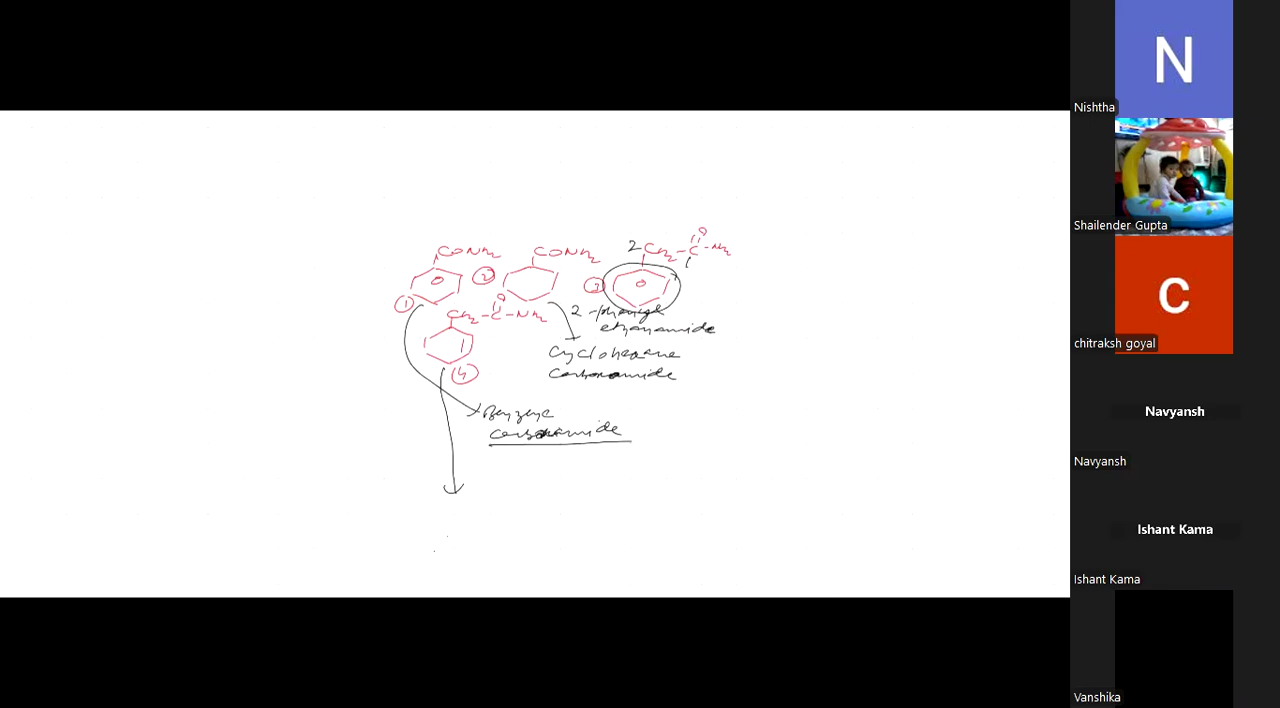 CONH2
CONH2
2 CH2 - C - NH2
O
1
2
3
2 - phenyl
ethanamide
CH2 - C - NH2
O
4
Cyclohexane
Carboxamide
Benzene
carboxamide
N
Nishtha
Shailender Gupta
C
chitraksh goyal
Navyansh
Navyansh
Ishant Kama
Ishant Kama
Vanshika